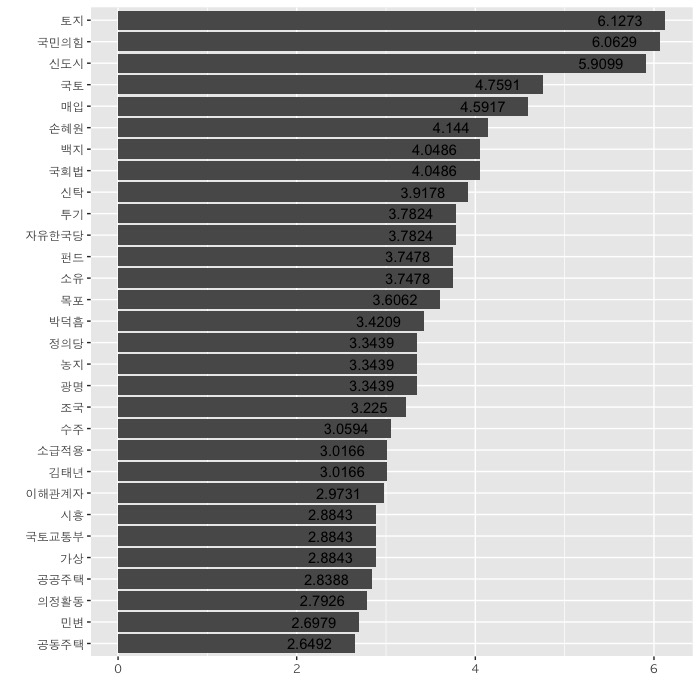 토지 6.1273
국민의힘 6.0629
신도시 5.9099
국토 4.7591
매입 4.5917
손혜원 4.144
백지 4.0486
국회법 4.0486
신탁 3.9178
투기 3.7824
자유한국당 3.7824
펀드 3.7478
소유 3.7478
목포 3.6062
박덕흠 3.4209
정의당 3.3439
농지 3.3439
광명 3.3439
조국 3.225
수주 3.0594
소급적용 3.0166
김태년 3.0166
이해관계자 2.9731
시흥 2.8843
국토교통부 2.8843
가상 2.8843
공공주택 2.8388
의정활동 2.7926
민변 2.6979
공동주택 2.6492
0 2 4 6